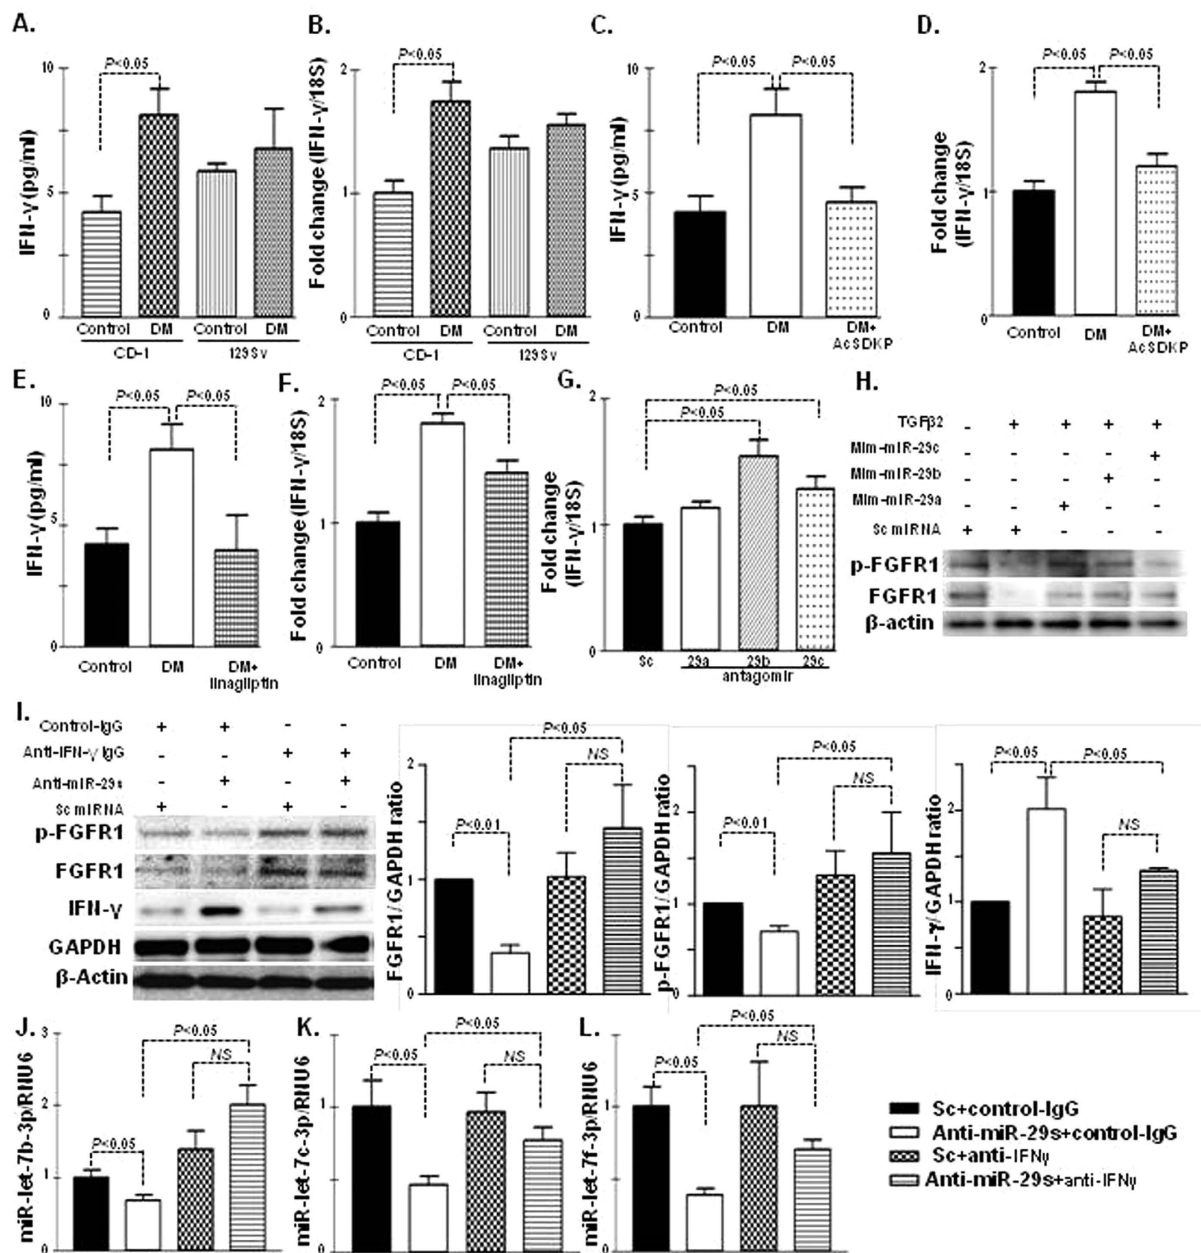 A.
IFN-γ (pg/ml)
10
5
0
P<0.05
Control DM Control DM
CD-1 129Sv
B.
Fold change (IFN-γ/18S)
2
1
0
P<0.05
Control DM Control DM
CD-1 129Sv
C.
IFN-γ (pg/ml)
10
5
0
P<0.05 P<0.05
Control DM DM+
AcSDKP
D.
Fold change
(IFN-γ/18S)
2
1
0
P<0.05 P<0.05
Control DM DM+
AcSDKP
E.
IFN-γ (pg/ml)
10
5
0
P<0.05 P<0.05
Control DM DM+
linagliptin
F.
Fold change (IFN-γ/18S)
2
1
0
P<0.05 P<0.05
Control DM DM+
linagliptin
G.
Fold change
(IFN-γ/18S)
2
1
0
P<0.05
P<0.05
Sc 29a 29b 29c
antagomir
H.
TGFβ2 - + + + +
Mim-miR-29c - - - - +
Mim-miR-29b - - - + -
Mim-miR-29a - - + - -
Sc miRNA + + - - -
p-FGFR1
FGFR1
β-actin
I.
Control-IgG + + - -
Anti-IFN-γ IgG - - + +
Anti-miR-29s - + - +
Sc miRNA + - + -
p-FGFR1
FGFR1
IFN-γ
GAPDH
β-Actin
FGFR1/ GAPDH ratio
2
1
0
P<0.01
P<0.05
NS
p-FGFR1/ GAPDH ratio
2
1
0
P<0.01
P<0.05
NS
IFN-γ/ GAPDH ratio
2
1
0
P<0.05
P<0.05
NS
J.
miR-let-7b-3p/RNU6
3
2
1
0
P<0.05
P<0.05
NS
K.
miR-let-7c-3p/RNU6
1
0
P<0.05
P<0.05
NS
L.
miR-let-7f-3p/RNU6
1
0
P<0.05
P<0.05
NS
Sc+control-IgG
Anti-miR-29s+control-IgG
Sc+anti-IFNγ
Anti-miR-29s+anti-IFNγ